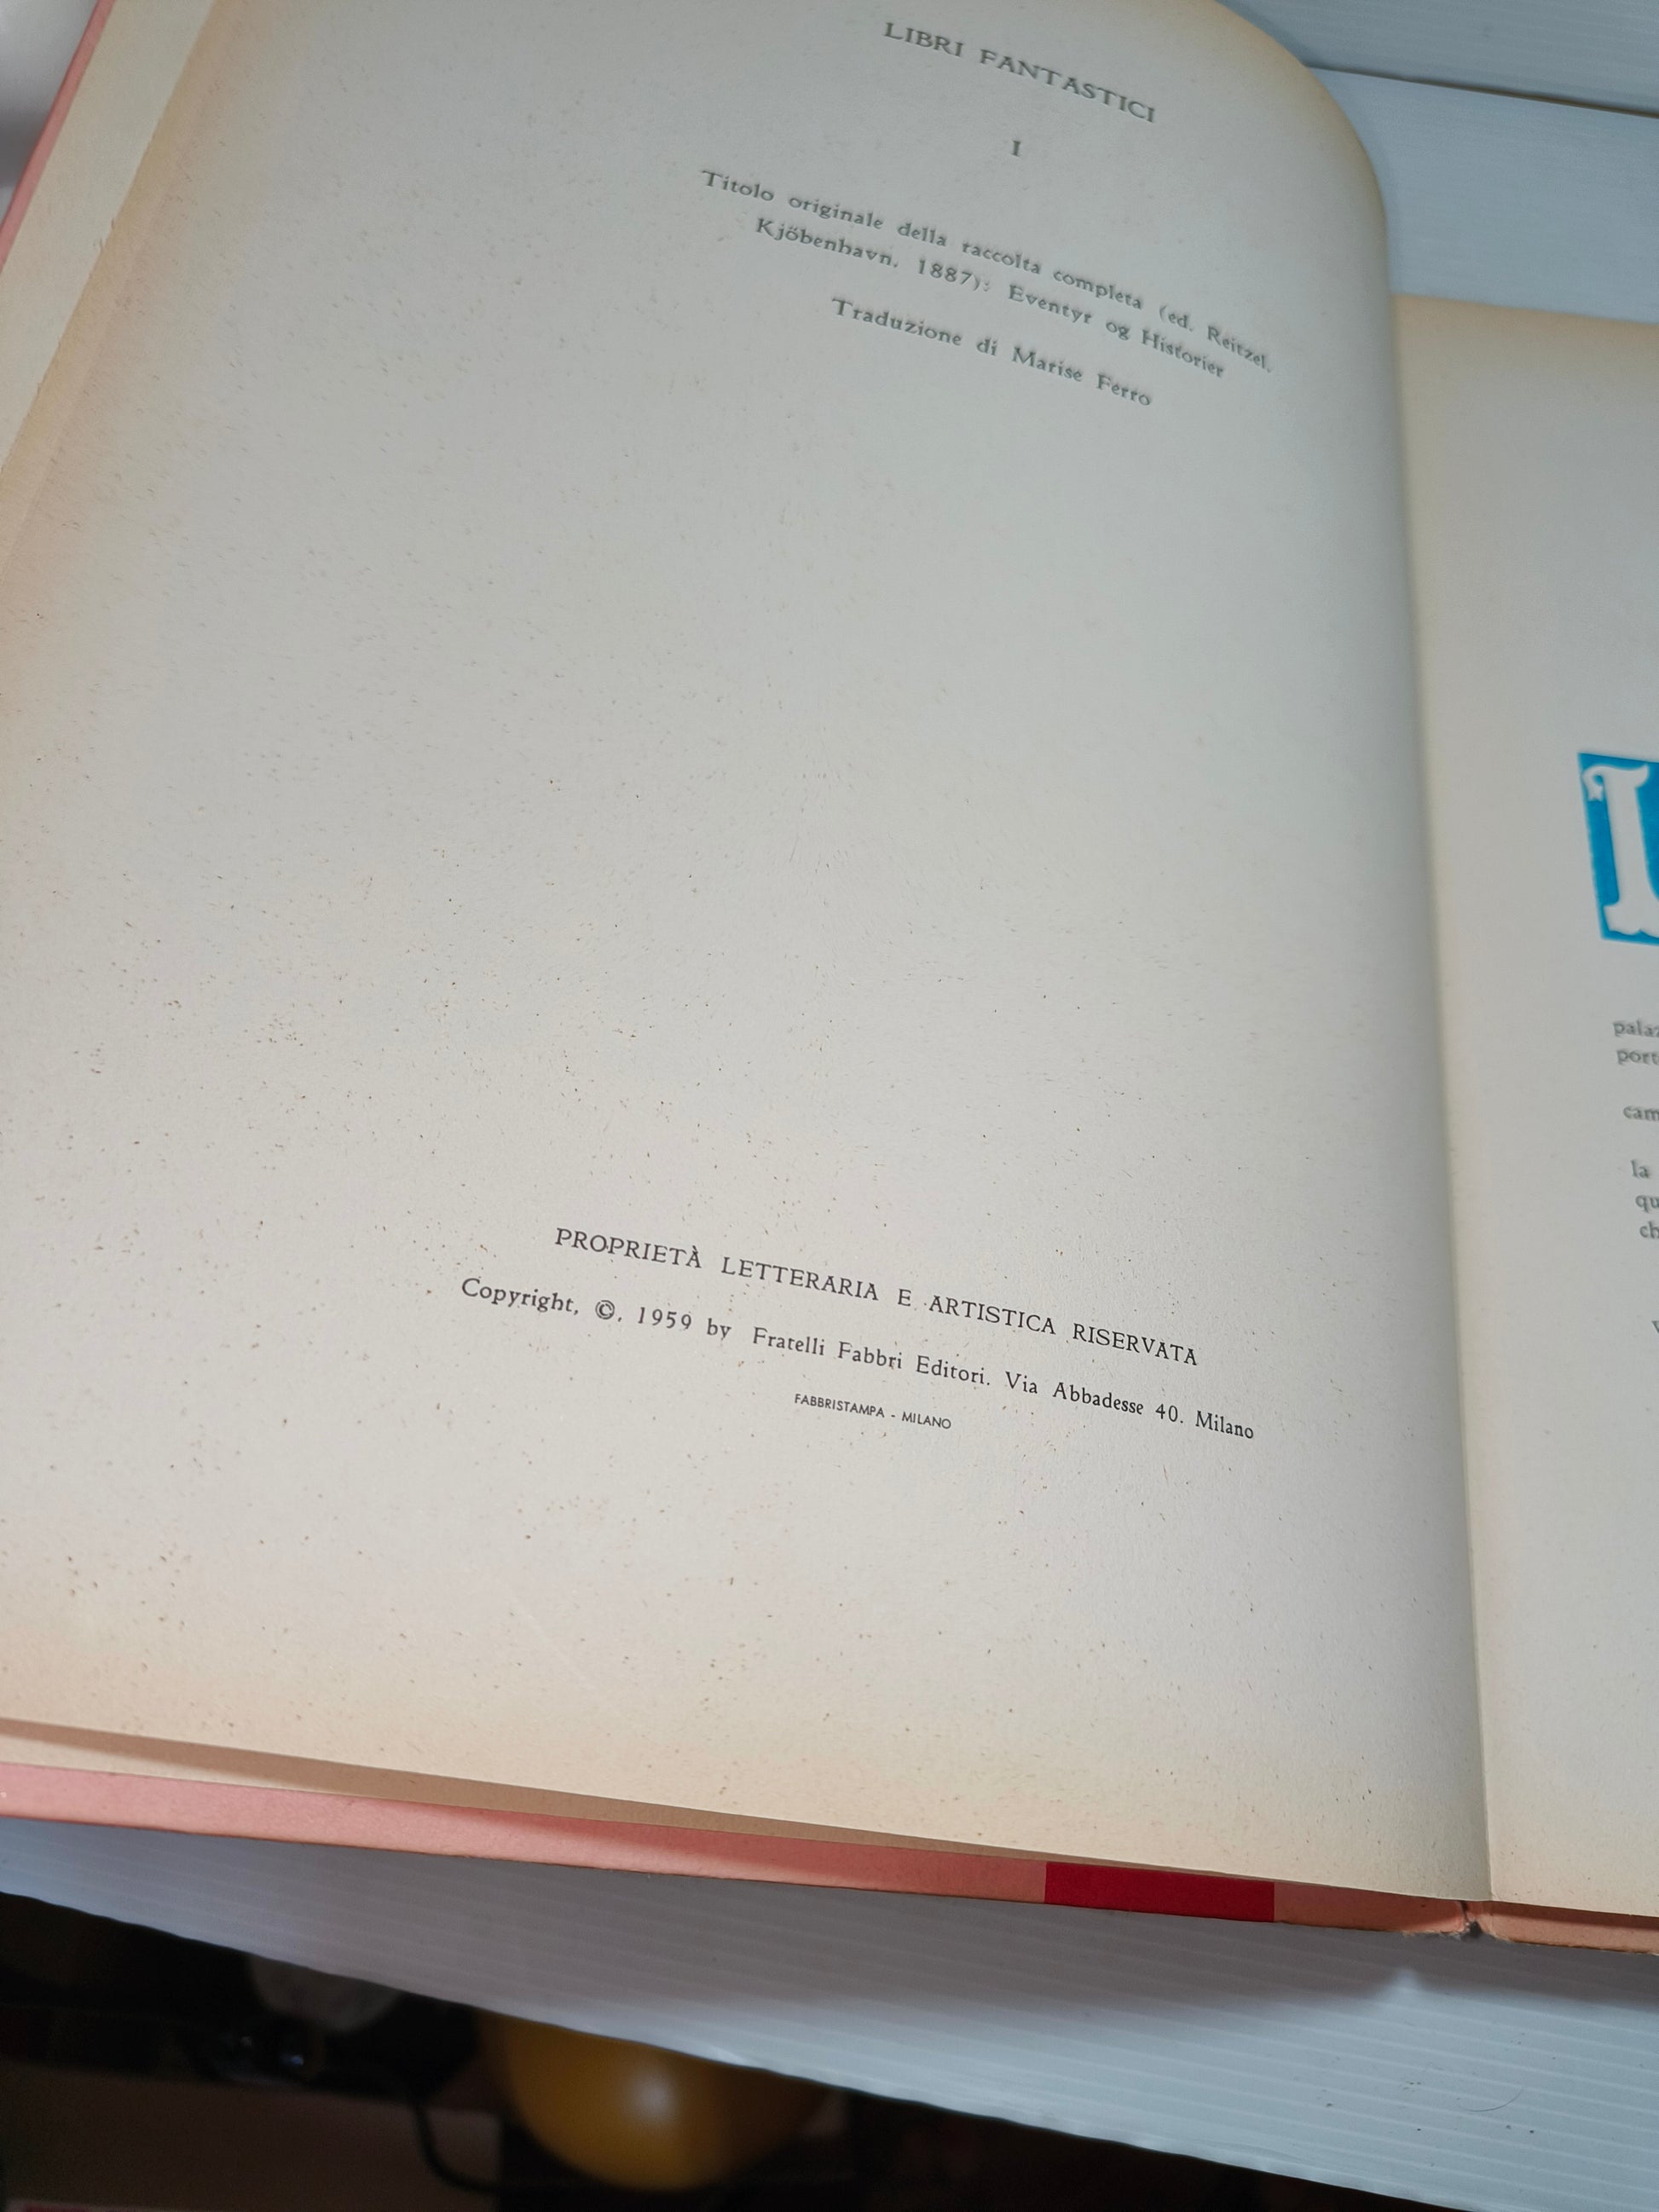 LIBRI FANTASTICI
I
Titolo originale della raccolta completa (ed. Reitzel.
Kjöbenhavn. 1887): Eventyr og Historier
Traduzione di Marise Ferro
PROPRIETÀ LETTERARIA E ARTISTICA RISERVATA
Copyright, ©, 1959 by Fratelli Fabbri Editori. Via Abbadesse 40. Milano
FABBRISTAMPA - MILANO
la